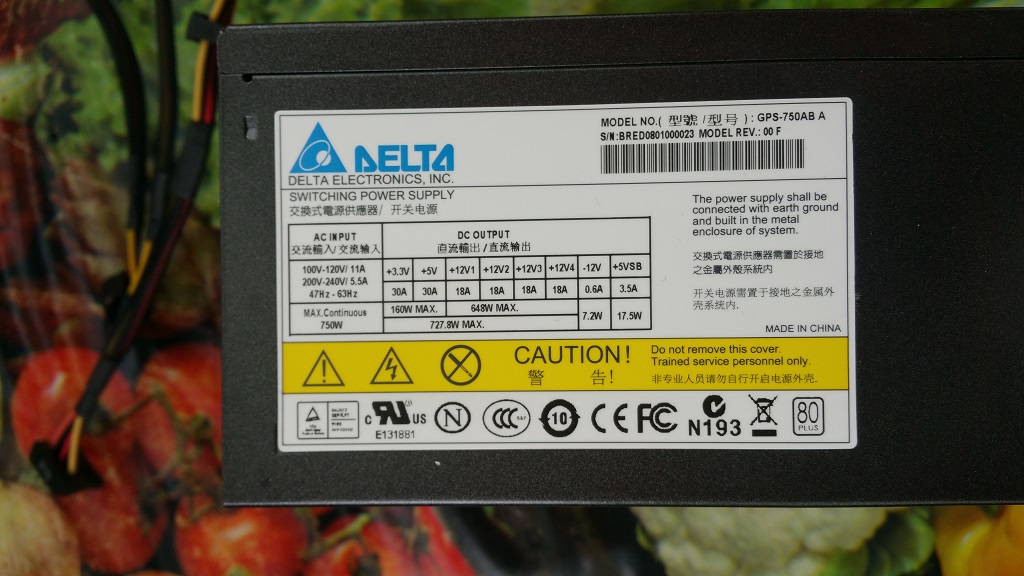 DELTA
DELTA ELECTRONICS, INC.
MODEL NO.( 型號 /型号 ) : GPS-750AB A
S/N:BRED0801000023 MODEL REV.: 00 F
SWITCHING POWER SUPPLY
交換式電源供應器/ 开关电源
AC INPUT
交流輸入/交流输入
DC OUTPUT
直流輸出/直流输出
100V-120V/ 11A
200V-240V/ 5.5A
47Hz - 63Hz
+3.3V +5V +12V1 +12V2 +12V3 +12V4 -12V +5VSB
30A 30A 18A 18A 18A 18A 0.6A 3.5A
MAX.Continuous
750W
160W MAX. 648W MAX.
727.8W MAX.
7.2W 17.5W
The power supply shall be
connected with earth ground
and built in the metal
enclosure of system.
交換式電源供應器需置於接地
之金屬外殼系統內
开关电源需置于接地之金属外
壳系统内.
MADE IN CHINA
CAUTION!
警 告!
Do not remove this cover.
Trained service personnel only.
非专业人员请勿自行开启电源外壳.
c RU US
E131881
N
CCC
10
CE
FC
N193
80
PLUS